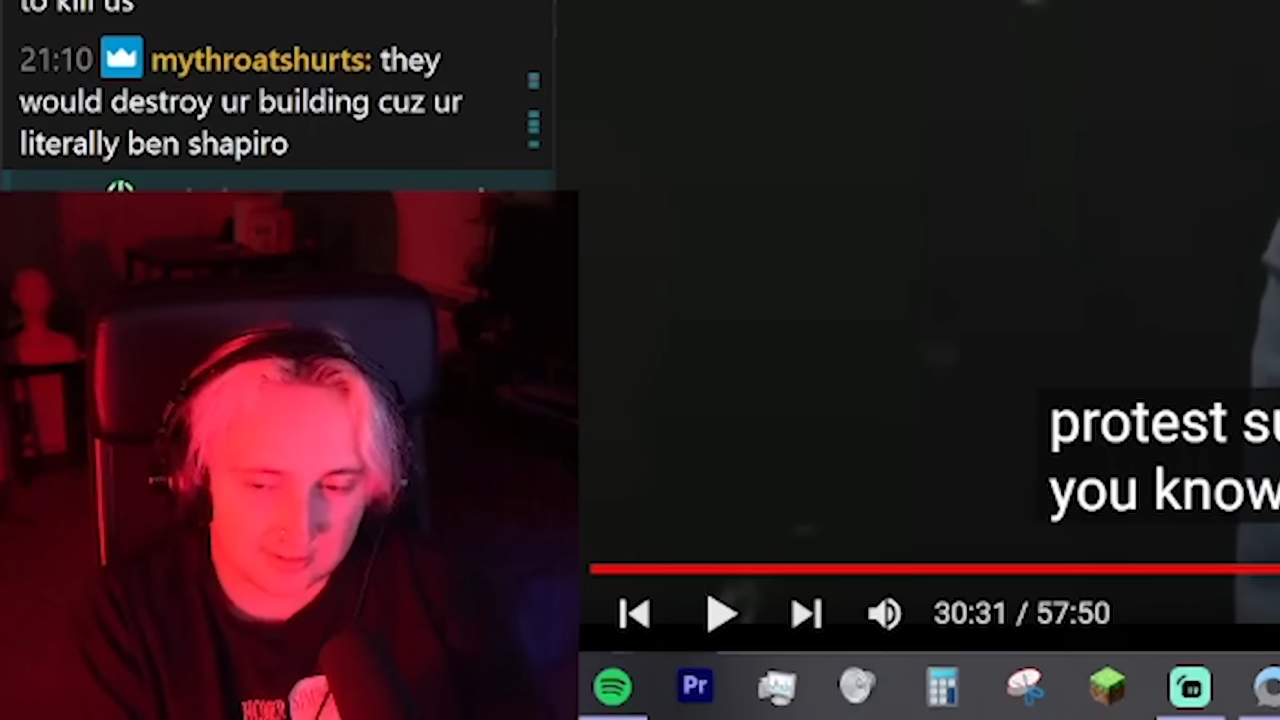 to kill us
21:10 mythroatshurts: they
would destroy ur building cuz ur
literally ben shapiro
protest
you know
30:31 / 57:50
Pr